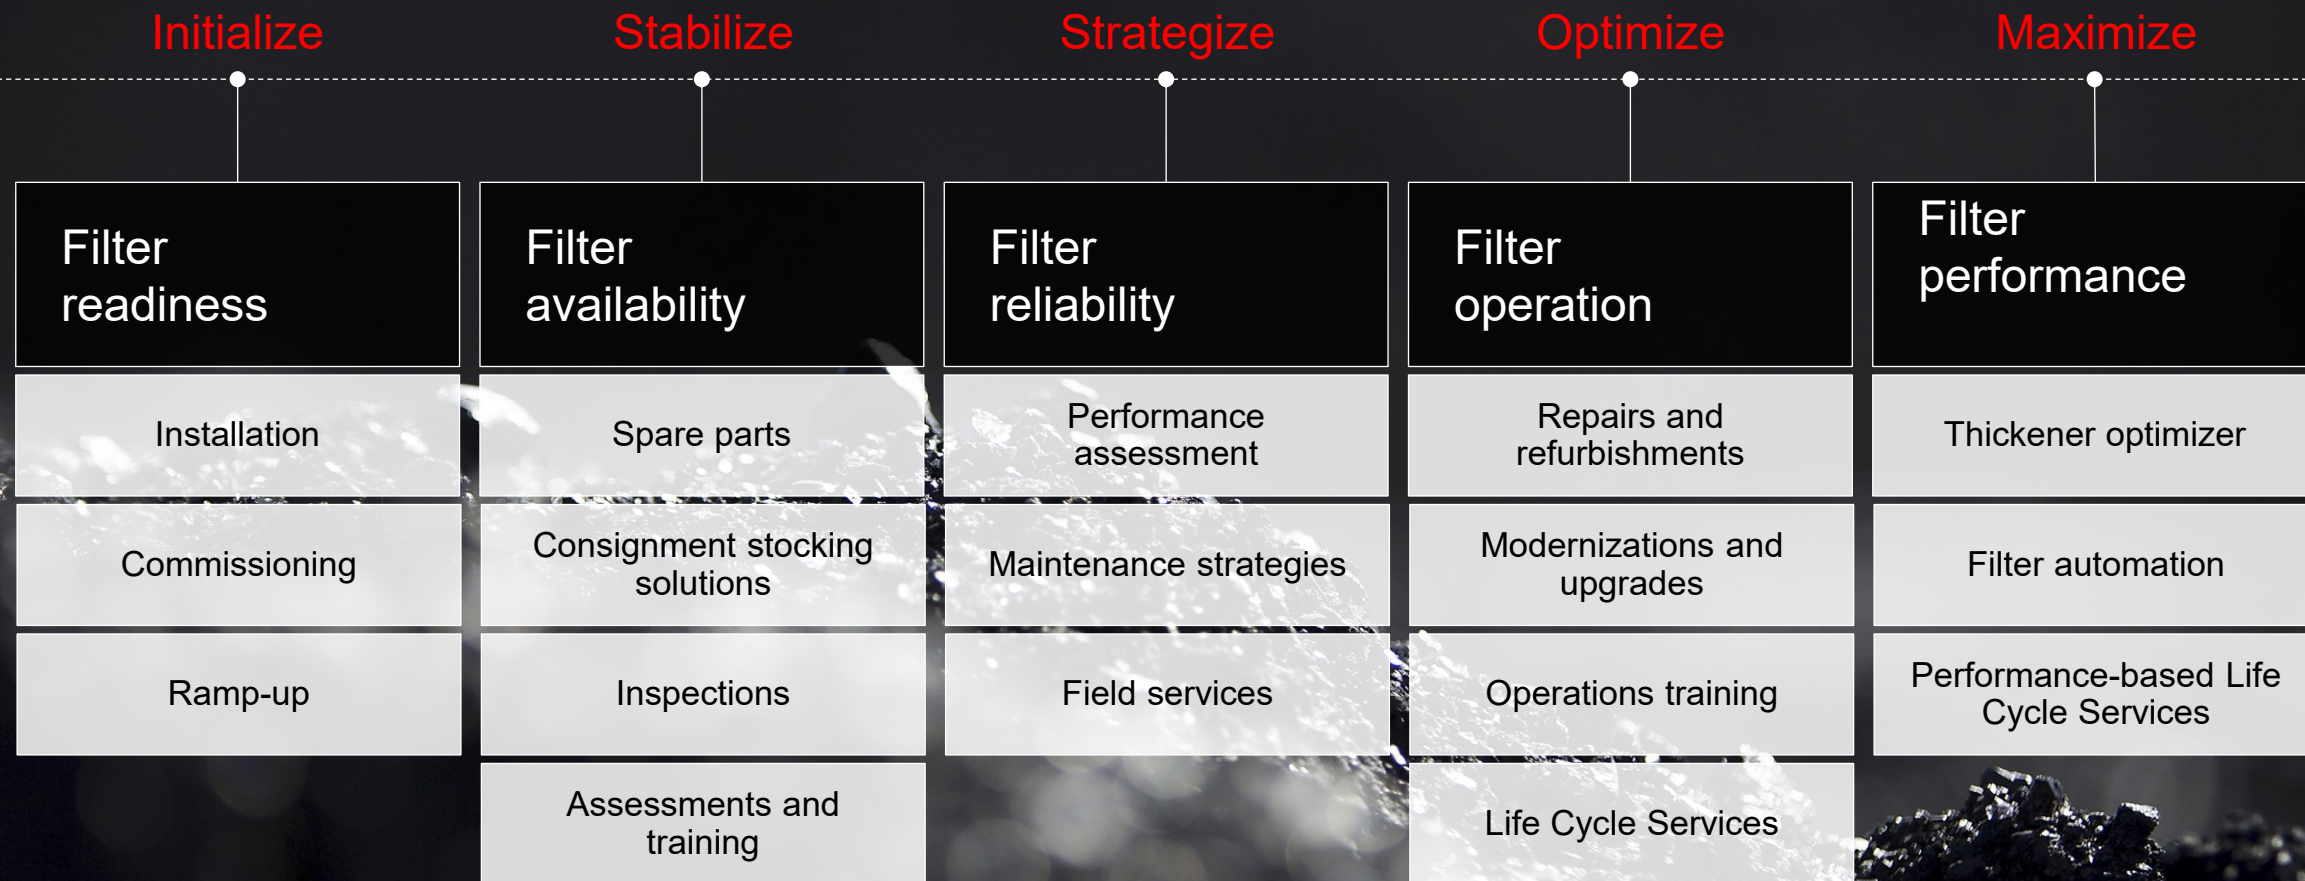 Initialize
Stabilize
Strategize
Optimize
Maximize
Filter
readiness
Filter
availability
Filter
reliability
Filter
operation
Filter
performance
Installation
Spare parts
Performance
assessment
Repairs and
refurbishments
Thickener optimizer
Commissioning
Consignment stocking
solutions
Maintenance strategies
Modernizations and
upgrades
Filter automation
Ramp-up
Inspections
Field services
Operations training
Performance-based Life
Cycle Services
Assessments and
training
Life Cycle Services